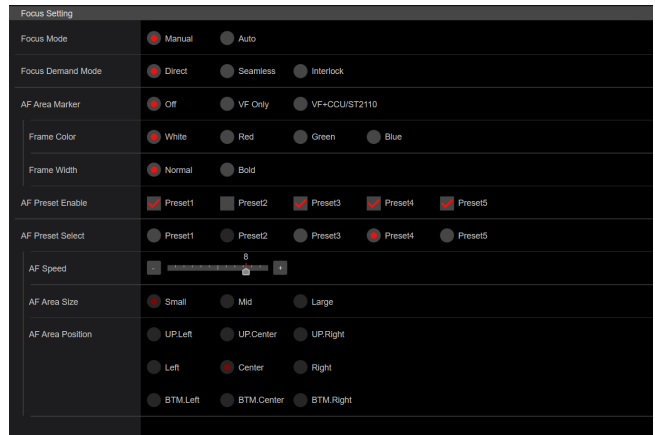 Focus Setting
Focus Mode Manual Auto
Focus Demand Mode Direct Seamless Interlock
AF Area Marker Off VF Only VF+CCU/ST2110
Frame Color White Red Green Blue
Frame Width Normal Bold
AF Preset Enable Preset1 Preset2 Preset3 Preset4 Preset5
AF Preset Select Preset1 Preset2 Preset3 Preset4 Preset5
8
AF Speed - +
AF Area Size Small Mid Large
AF Area Position UP.Left UP.Center UP.Right
Left Center Right
BTM.Left BTM.Center BTM.Right